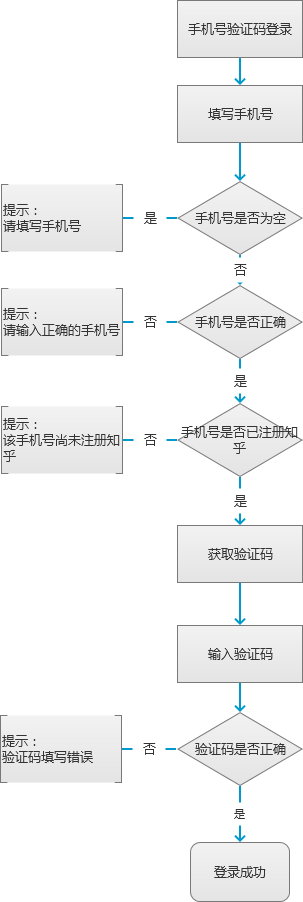 手机号验证码登录
填写手机号
提示：
请填写手机号
是
手机号是否为空
否
提示：
请输入正确的手机号
否
手机号是否正确
是
提示：
该手机号尚未注册知
乎
否
手机号是否已注册知
乎
是
获取验证码
输入验证码
提示：
验证码填写错误
否
验证码是否正确
是
登录成功